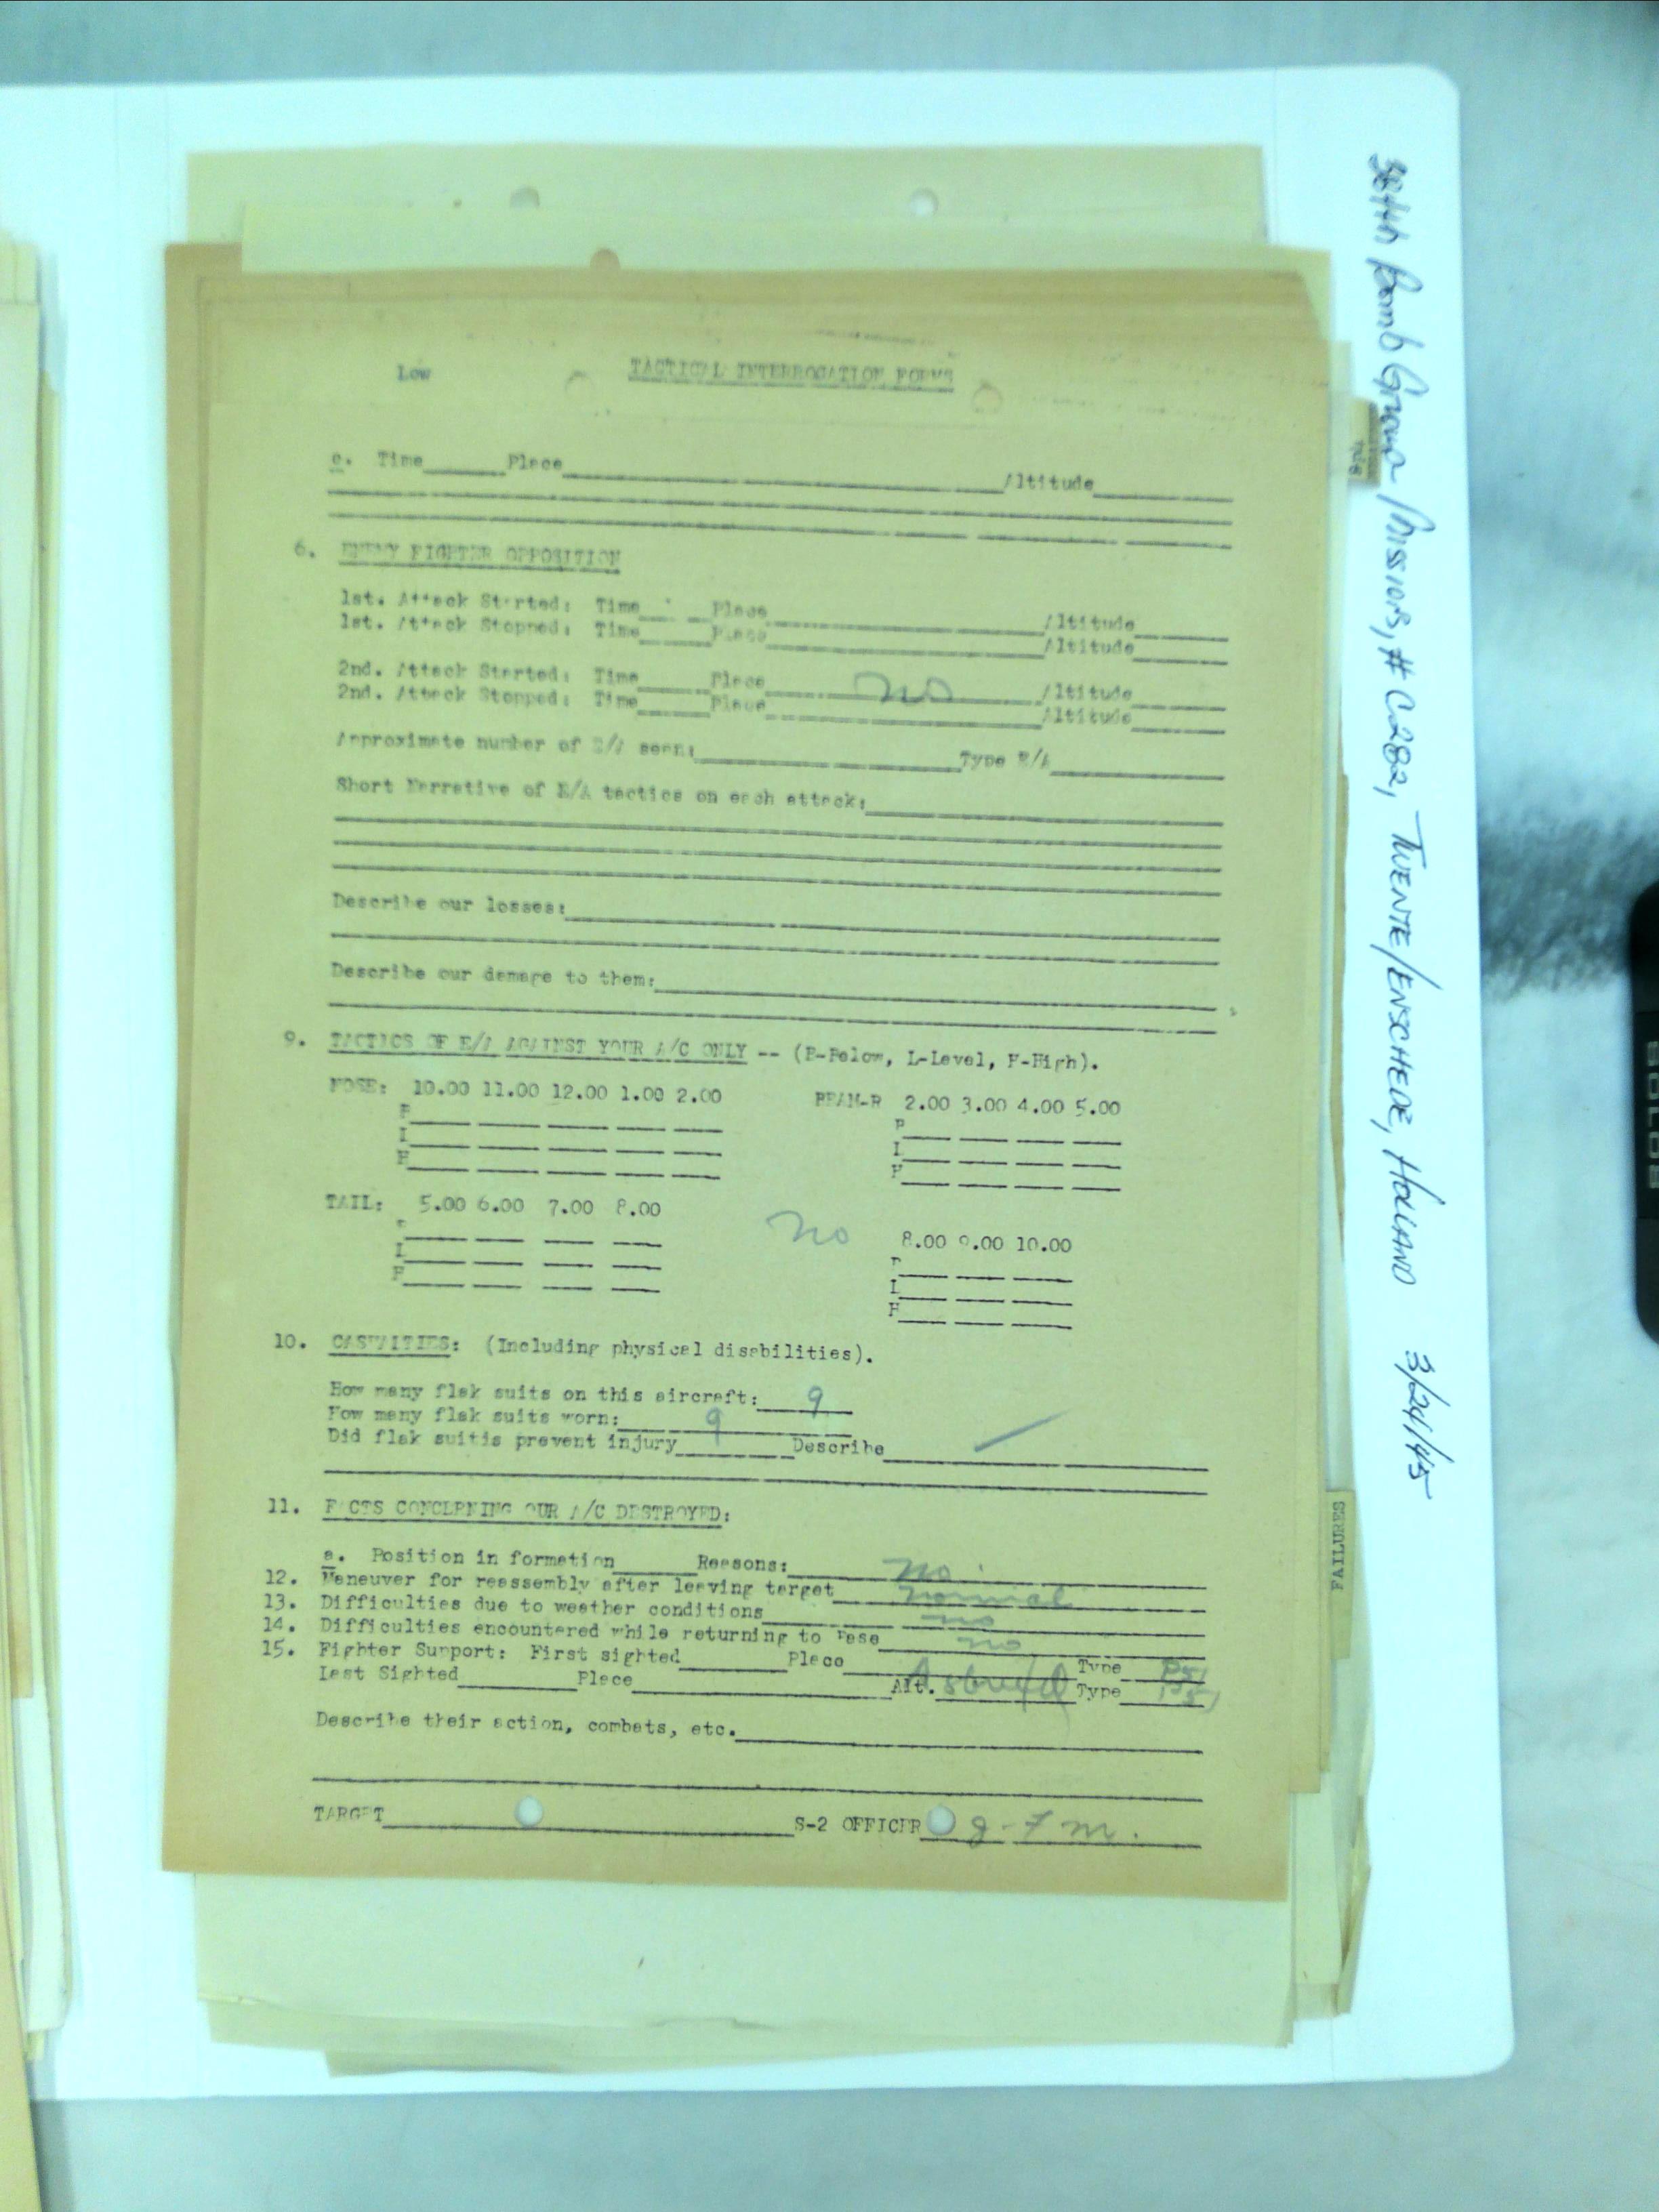 Low
TACTICAL INTERROGATION FORMS
e. Time Place Altitude
6. ENEMY FIGHTER OPPOSITION
1st. Attack Started: Time Place Altitude
1st. Attack Stopped: Time Place Altitude
2nd. Attack Started: Time Place no Altitude
2nd. Attack Stopped: Time Place Altitude
Approximate number of E/A seen: Type E/A
Short Narrative of E/A tactics on each attack:
Describe our losses:
Describe our damage to them:
9. TACTICS OF E/A AGAINST YOUR A/C ONLY -- (B-Below, L-Level, H-High).
NOSE: 10.00 11.00 12.00 1.00 2.00 BEAM-R 2.00 3.00 4.00 5.00
B B
L L
H H
TAIL: 5.00 6.00 7.00 8.00
no 8.00 9.00 10.00
L
H
L
H
10. CASUALTIES: (Including physical disabilities).
How many flak suits on this aircraft: 9
How many flak suits worn: 9
Did flak suitis prevent injury Describe
11. FACTS CONCERNING OUR A/C DESTROYED:
a. Position in formation Reasons: no
12. Maneuver for reassembly after leaving target normal
13. Difficulties due to weather conditions no
14. Difficulties encountered while returning to Base no
15. Fighter Support: First sighted Place Type P51
Last Sighted Place Alt. Type P51
Describe their action, combats, etc.
TARGET S-2 OFFICER J-7 m.
384th Bomb Group Mission, # C282, TWENTE/ENSCHEDE, HOLLAND 3/24/45
FAILURES